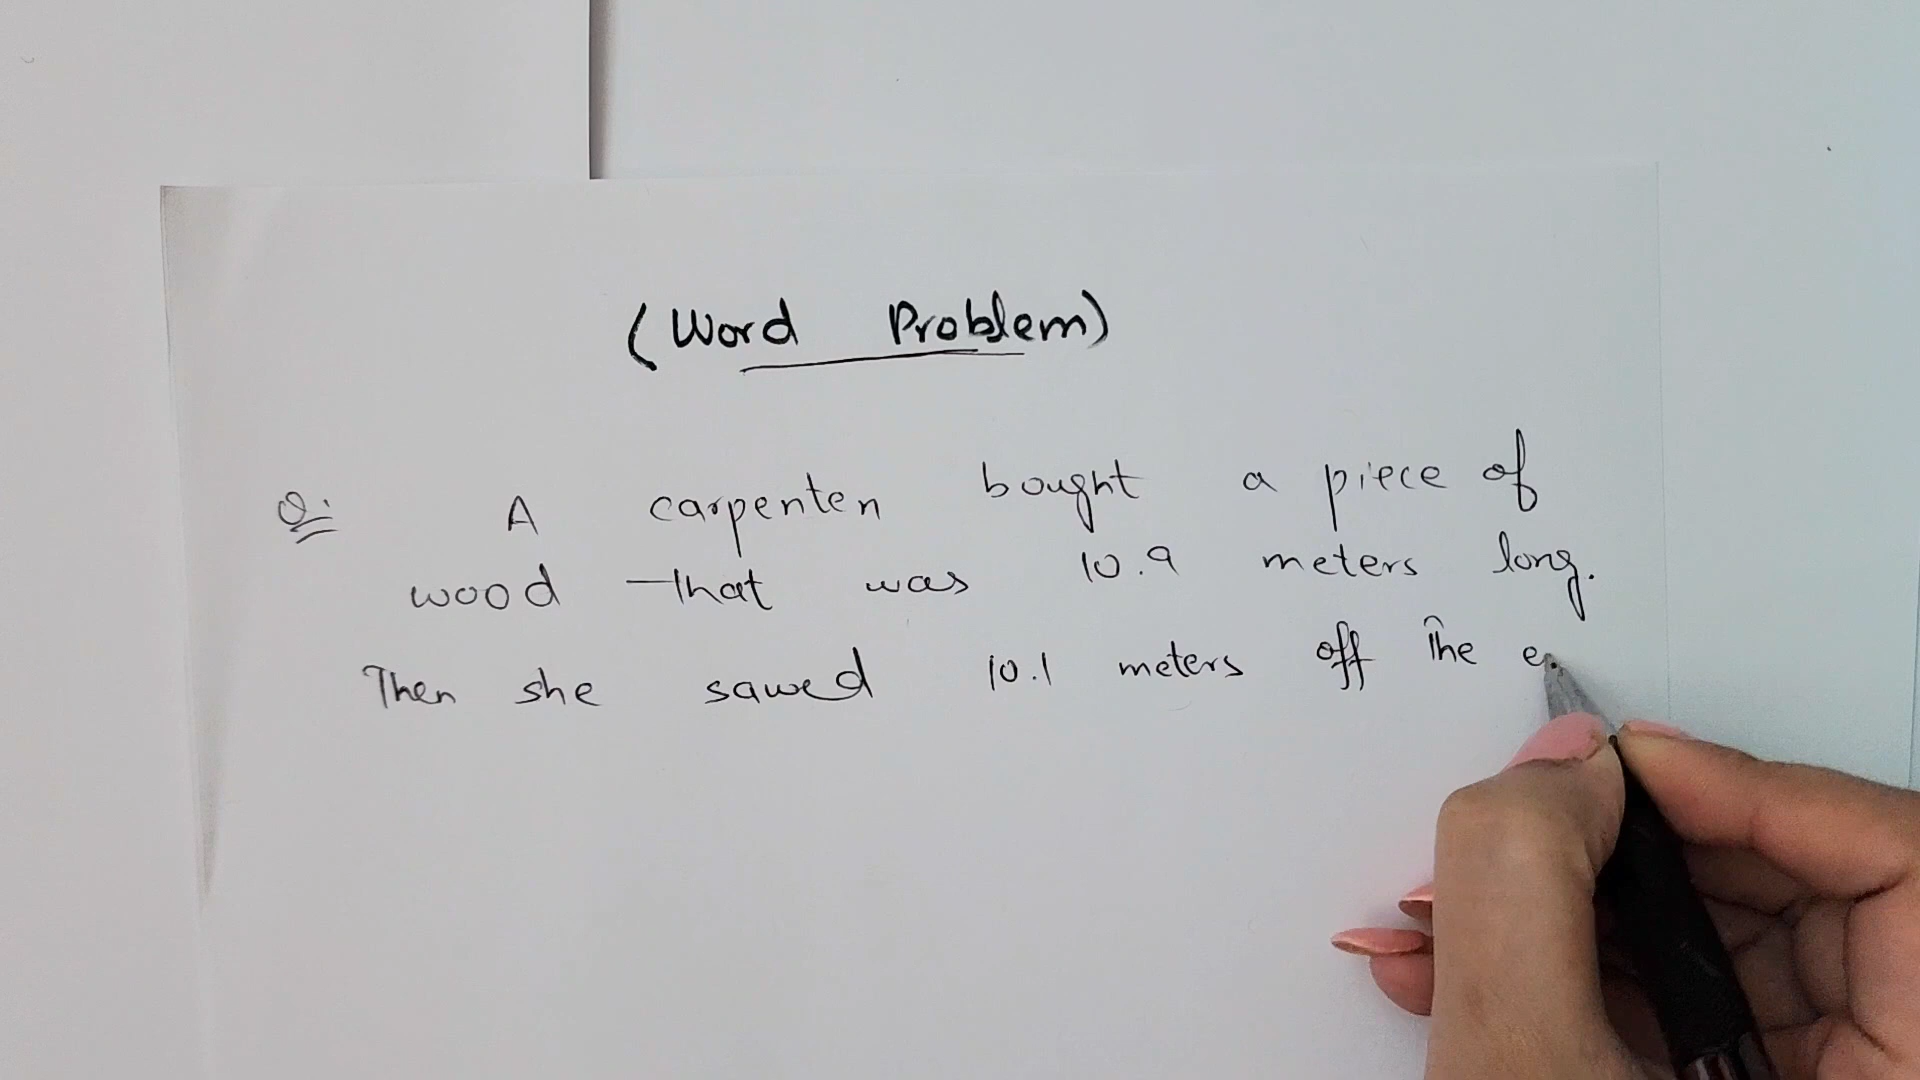 (Word Problem)
Q: A carpenten bought a piece of
wood that was 10.9 meters long.
Then she sawed 10.1 meters off The